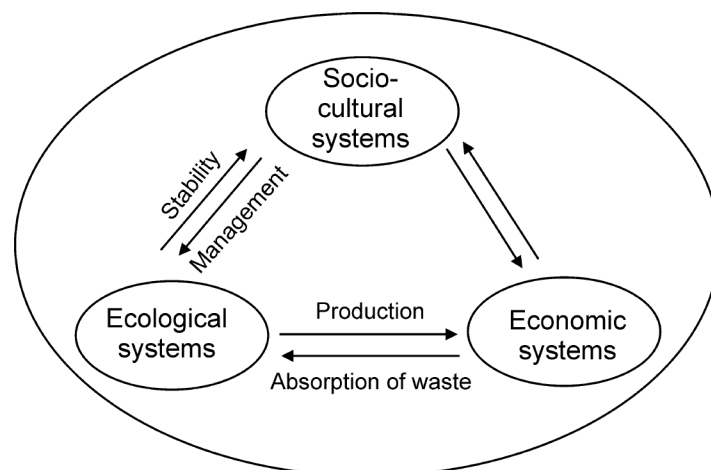 Socio-
cultural
systems
Stability
Management
Ecological
systems
Production
Absorption of waste
Economic
systems